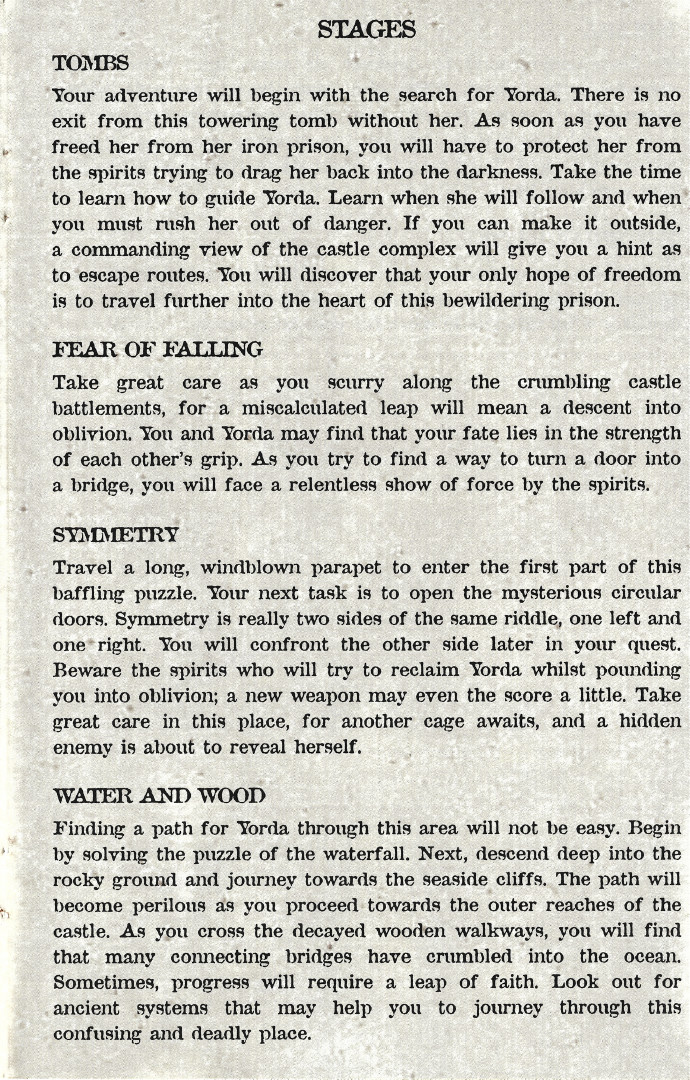 STAGES
TOMBS
Your adventure will begin with the search for Yorda. There is no
exit from this towering tomb without her. As soon as you have
freed her from her iron prison, you will have to protect her from
the spirits trying to drag her back into the darkness. Take the time
to learn how to guide Yorda. Learn when she will follow and when
you must rush her out of danger. If you can make it outside,
a commanding view of the castle complex will give you a hint as
to escape routes. You will discover that your only hope of freedom
is to travel further into the heart of this bewildering prison.
FEAR OF FALLING
Take great care as you scurry along the crumbling castle
battlements, for a miscalculated leap will mean a descent into
oblivion. You and Yorda may find that your fate lies in the strength
of each other's grip. As you try to find a way to turn a door into
a bridge, you will face a relentless show of force by the spirits.
SYMMETRY
Travel a long, windblown parapet to enter the first part of this
baffling puzzle. Your next task is to open the mysterious circular
doors. Symmetry is really two sides of the same riddle, one left and
one right. You will confront the other side later in your quest.
Beware the spirits who will try to reclaim Yorda whilst pounding
you into oblivion; a new weapon may even the score a little. Take
great care in this place, for another cage awaits, and a hidden
enemy is about to reveal herself.
WATER AND WOOD
Finding a path for Yorda through this area will not be easy. Begin
by solving the puzzle of the waterfall. Next, descend deep into the
rocky ground and journey towards the seaside cliffs. The path will
become perilous as you proceed towards the outer reaches of the
castle. As you cross the decayed wooden walkways, you will find
that many connecting bridges have crumbled into the ocean.
Sometimes, progress will require a leap of faith. Look out for
ancient systems that may help you to journey through this
confusing and deadly place.